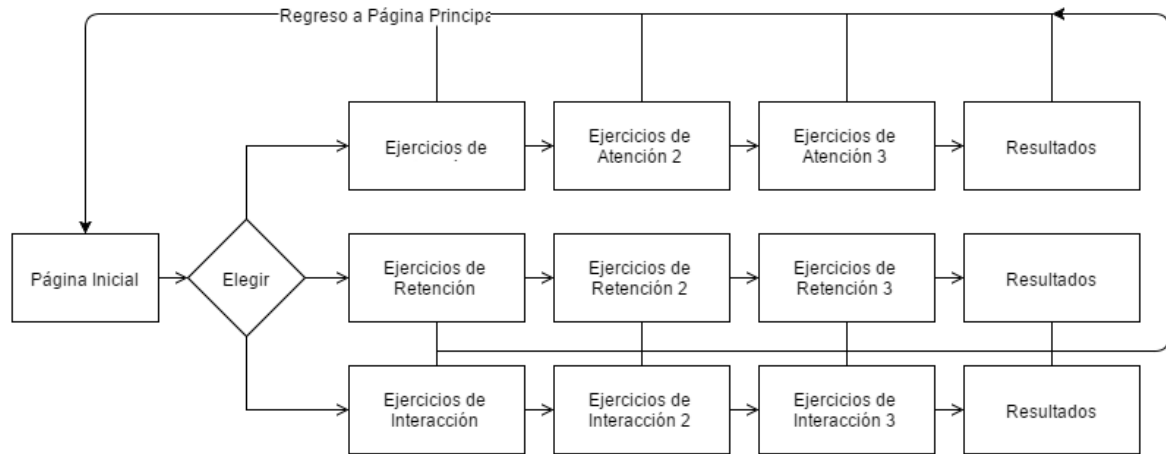 Regreso a Página Principa
Ejercicios de
Ejercicios de
Atención 2
Ejercicios de
Atención 3
Resultados
Página Inicial
Elegir
Ejercicios de
Retención
Ejercicios de
Retención 2
Ejercicios de
Retención 3
Resultados
Ejercicios de
Interacción
Ejercicios de
Interacción 2
Ejercicios de
Interacción 3
Resultados